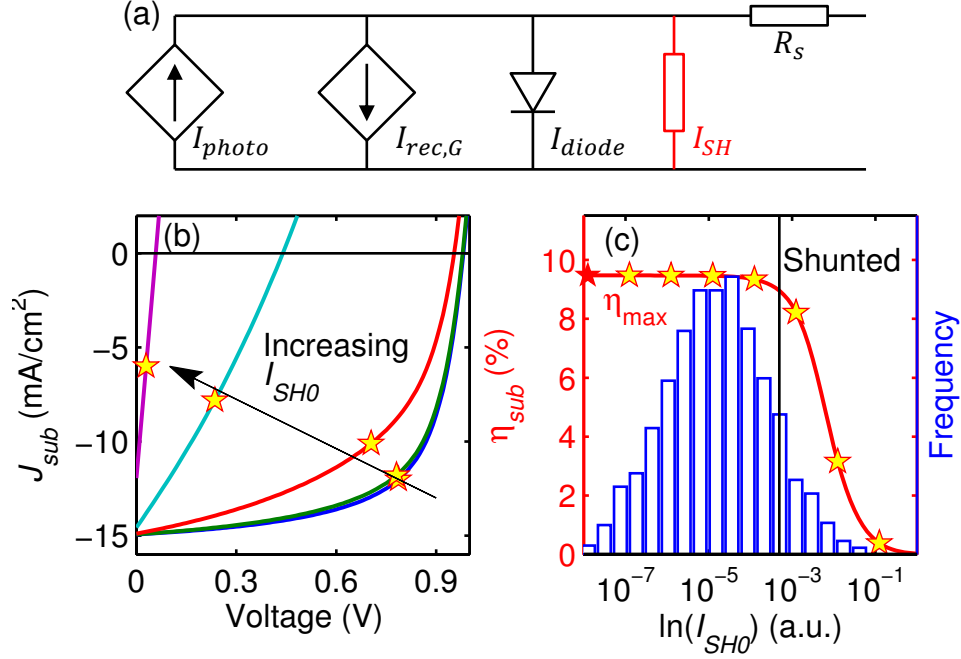 (a)
R_s
I_photo
I_rec,G
I_diode
I_SH
(b)
0
−5
−10
−15
J_sub (mA/cm²)
Increasing
I_SH0
0 0.3 0.6 0.9
Voltage (V)
(c)
Shunted
η_max
10
8
6
4
2
0
η_sub (%)
Frequency
10⁻⁷ 10⁻⁵ 10⁻³ 10⁻¹
ln(I_SH0) (a.u.)